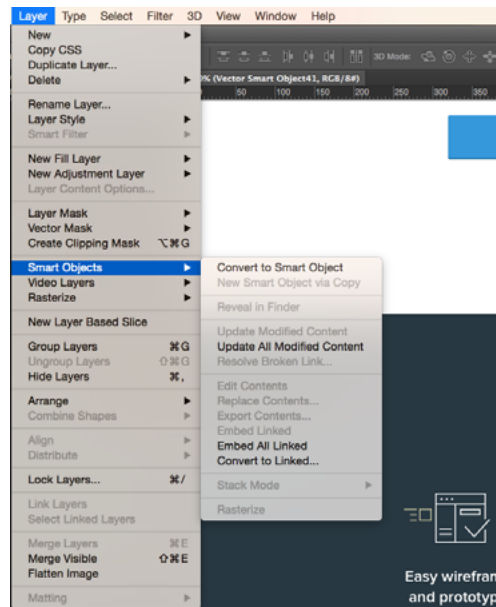 Layer Type Select Filter 3D View Window Help
New
Copy CSS
Duplicate Layer...
Delete
3D Mode:
% (Vector Smart Object41, RGB/8#)
50 100 150 200 250 300 350
Rename Layer...
Layer Style
Smart Filter
New Fill Layer
New Adjustment Layer
Layer Content Options...
Layer Mask
Vector Mask
Create Clipping Mask ⌥⌘G
Smart Objects
Video Layers
Rasterize
New Layer Based Slice
Group Layers ⌘G
Ungroup Layers ⇧⌘G
Hide Layers ⌘,
Arrange
Combine Shapes
Align
Distribute
Lock Layers... ⌘/
Link Layers
Select Linked Layers
Merge Layers ⌘E
Merge Visible ⇧⌘E
Flatten Image
Matting
Convert to Smart Object
New Smart Object via Copy
Reveal in Finder
Update Modified Content
Update All Modified Content
Resolve Broken Link...
Edit Contents
Replace Contents...
Export Contents...
Embed Linked
Embed All Linked
Convert to Linked...
Stack Mode
Rasterize
Easy wirefran
and prototyp